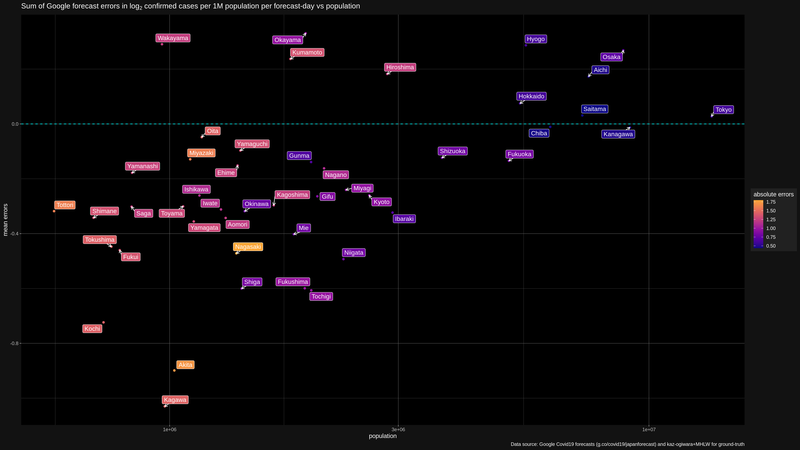 Sum of Google forecast errors in log2 confirmed cases per 1M population per forecast-day vs population
Wakayama
Okayama
Hyogo
Kumamoto
Osaka
Hiroshima
Aichi
Hokkaido
Saitama
Tokyo
0.0
Oita
Chiba
Kanagawa
Yamaguchi
Miyazaki
Gunma
Shizuoka
Fukuoka
Yamanashi
Ehime
Nagano
Ishikawa
Miyagi
Kagoshima
Gifu
Kyoto
Tottori
Shimane
Saga
Toyama
Iwate
Okinawa
Ibaraki
Yamagata
Aomori
Mie
-0.4
Tokushima
Nagasaki
Fukui
Niigata
Shiga
Fukushima
Tochigi
Kochi
-0.8
Akita
Kagawa
mean errors
1e+06
3e+06
1e+07
population
absolute errors
1.75
1.50
1.25
1.00
0.75
0.50
Data source: Google Covid19 forecasts (g.co/covid19/japanforecast) and kaz-ogiwara+MHLW for ground-truth